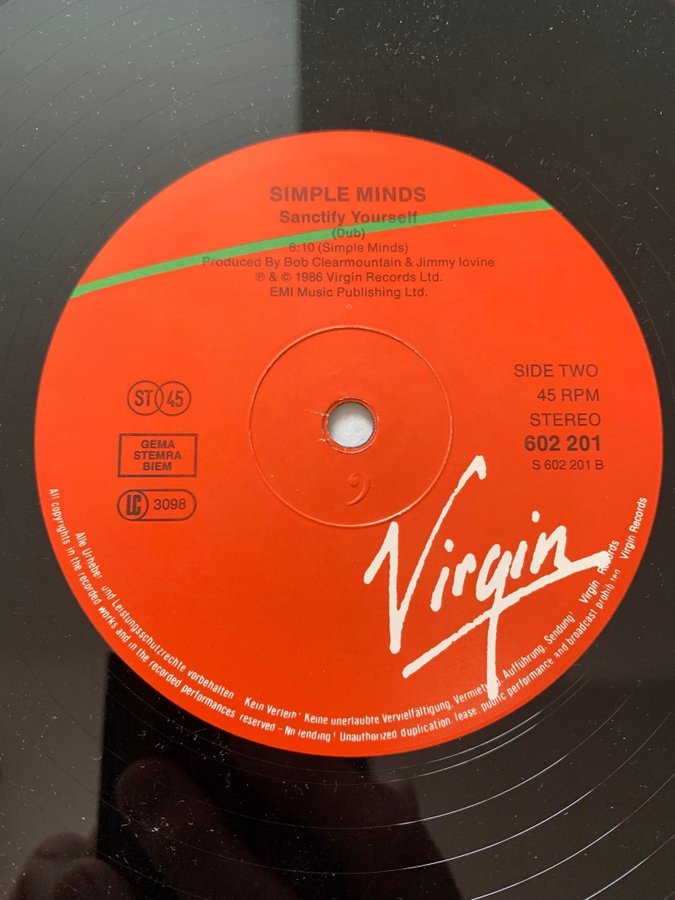 SIMPLE MINDS
Sanctify Yourself
(Dub)
6:10 (Simple Minds)
Produced By Bob Clearmountain & Jimmy Iovine
℗ & © 1986 Virgin Records Ltd.
EMI Music Publishing Ltd.
ST 45
GEMA
STEMRA
BIEM
LC 3098
SIDE TWO
45 RPM
STEREO
602 201
S 602 201 B
Virgin
Alle Urheber- und Leistungsschutzrechte vorbehalten Kein Verleih! Keine unerlaubte Vervielfältigung, Vermietung, Aufführung, Sendung! Virgin Records
All copyrights in the recorded works and in the recorded performances reserved - No lending! Unauthorized duplication lease, public performance and broadcast prohibiten Virgin Records